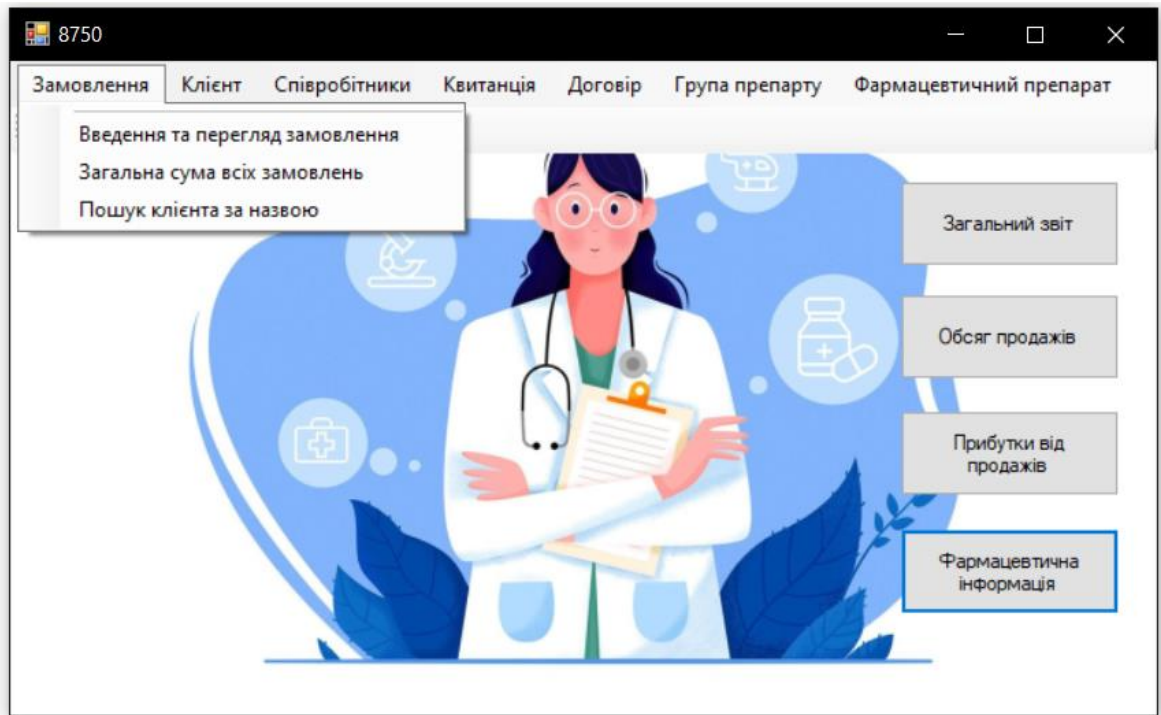 8750
Замовлення Клієнт Співробітники Квитанція Договір Група препарту Фармацевтичний препарат
Введення та перегляд замовлення
Загальна сума всіх замовлень
Пошук клієнта за назвою
Загальний звіт
Обсяг продажів
Прибутки від
продажів
Фармацевтична
інформація